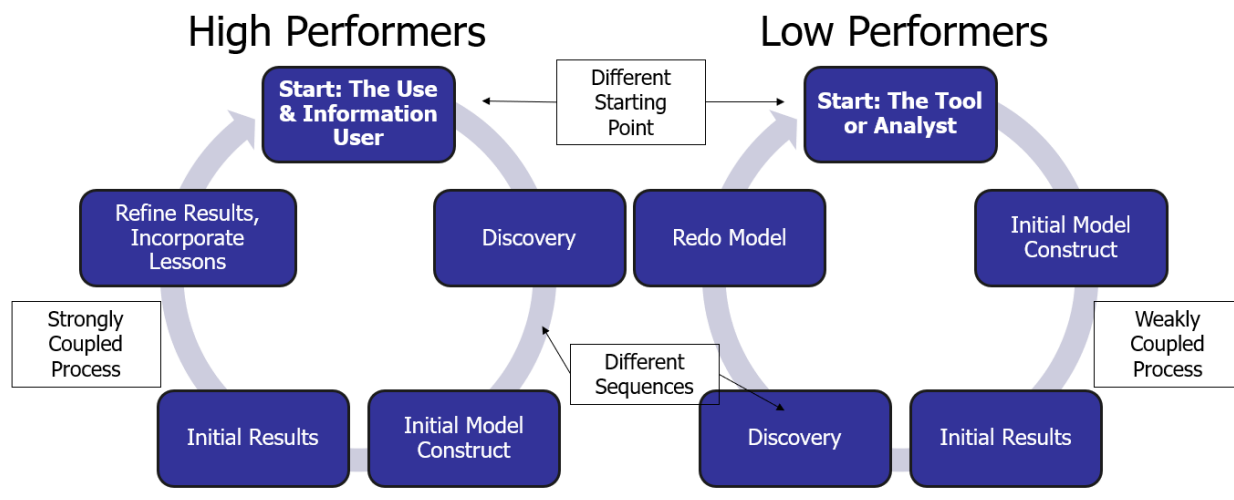 High Performers
Low Performers
Start: The Use
& Information
User
Different
Starting
Point
Start: The Tool
or Analyst
Refine Results,
Incorporate
Lessons
Discovery
Redo Model
Initial Model
Construct
Strongly
Coupled
Process
Different
Sequences
Weakly
Coupled
Process
Initial Results
Initial Model
Construct
Discovery
Initial Results